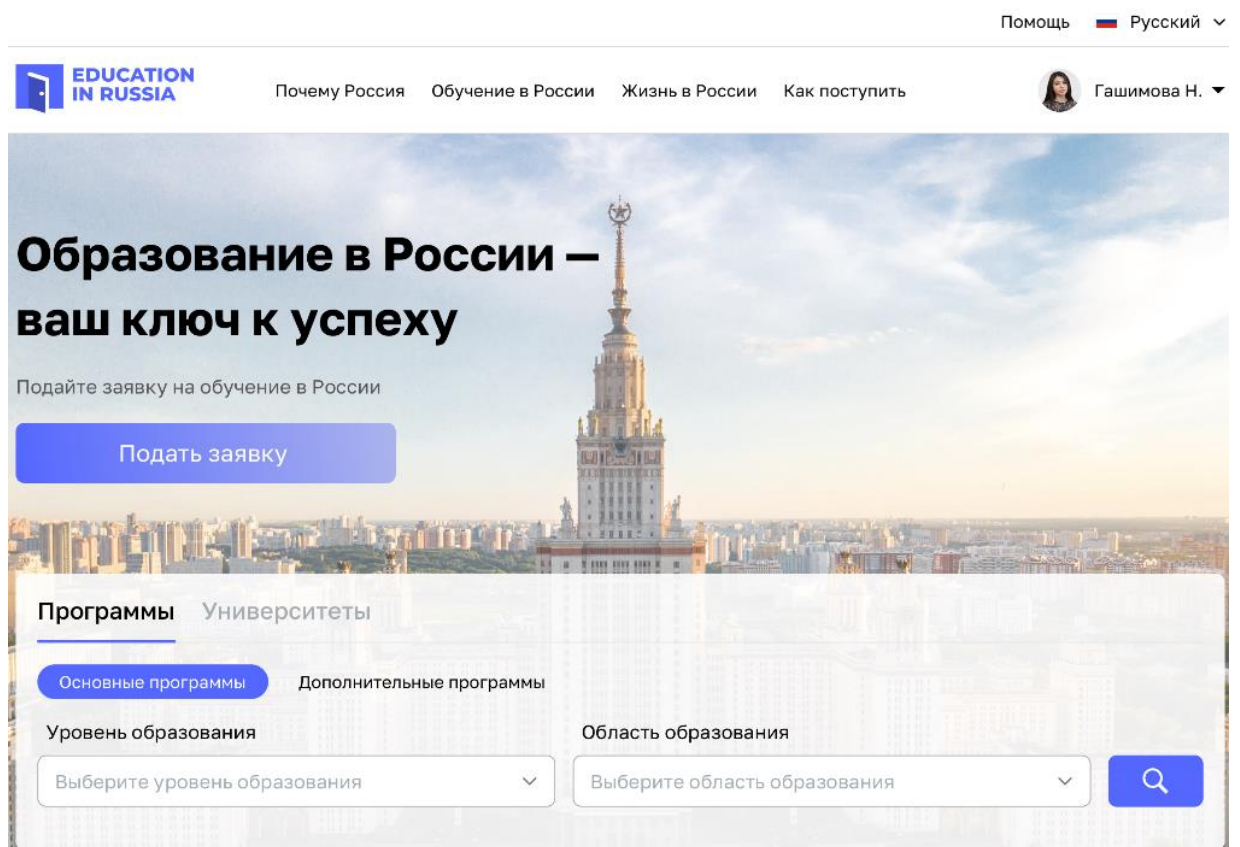 Помощь Русский
EDUCATION
IN RUSSIA
Почему Россия Обучение в России Жизнь в России Как поступить Гашимова Н.
Образование в России —
ваш ключ к успеху
Подайте заявку на обучение в России
Подать заявку
Программы Университеты
Основные программы Дополнительные программы
Уровень образования Область образования
Выберите уровень образования Выберите область образования